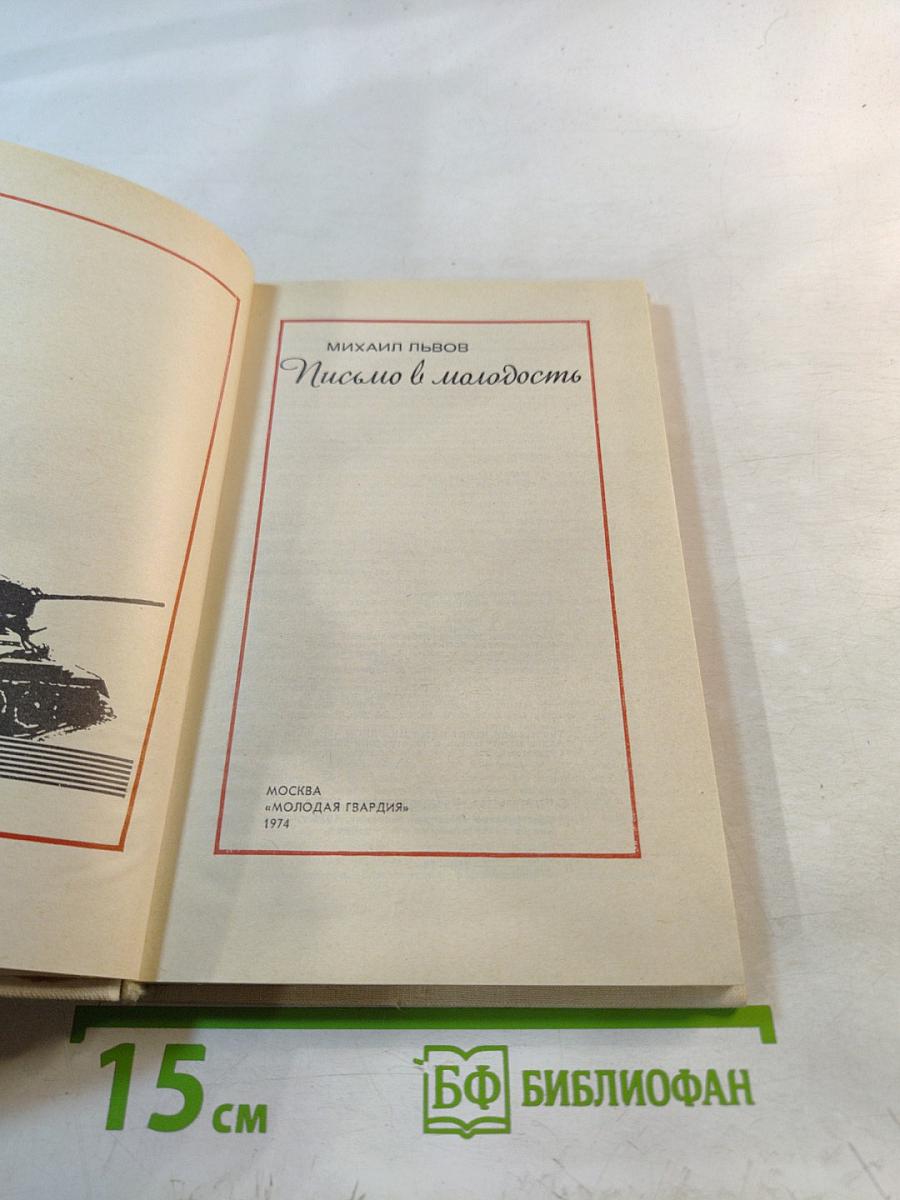 МИХАИЛ ЛЬВОВ
Письмо в молодость
МОСКВА
«МОЛОДАЯ ГВАРДИЯ»
1974
15 см
БФ БИБЛИОФАН